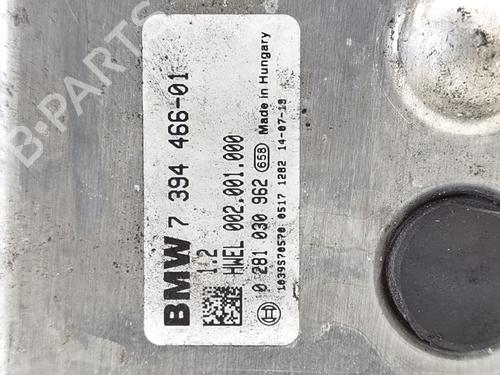 BMW 7 394 466-01
1.2
HWEL 002.001.000
0 281 030 962 658 Made in Hungary
1039S70570 0517 1282 14-07-13
B-PARTS